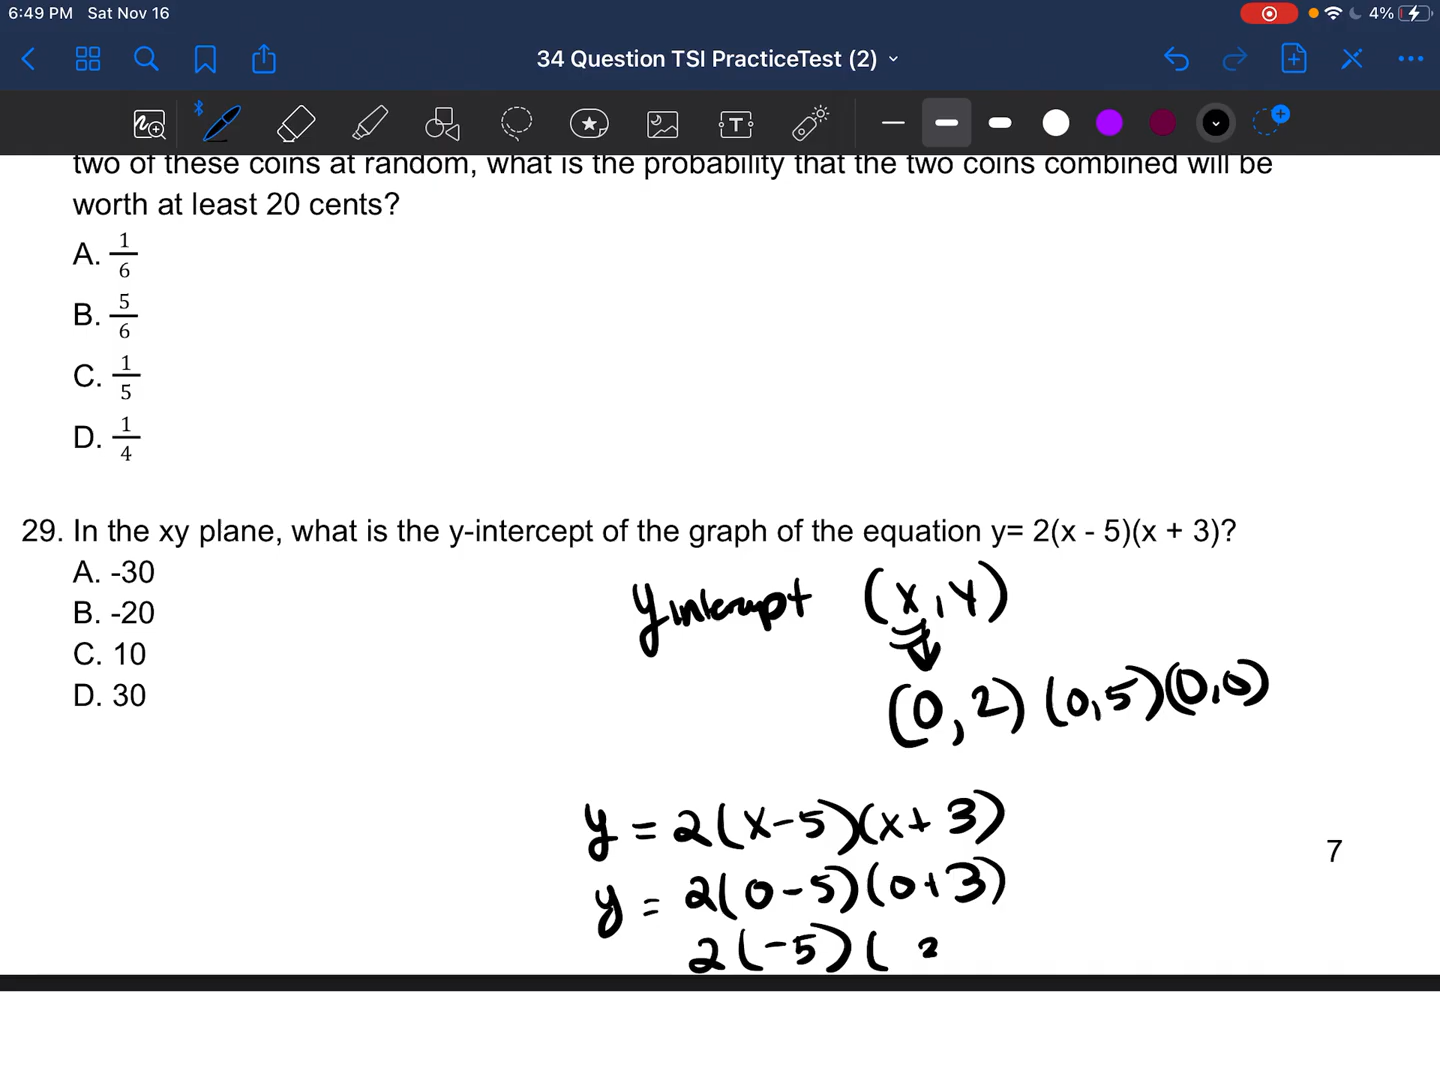 6:49 PM Sat Nov 16 4%
34 Question TSI PracticeTest (2)
T
two of these coins at random, what is the probability that the two coins combined will be
worth at least 20 cents?
A. 1/6
B. 5/6
C. 1/5
D. 1/4
29. In the xy plane, what is the y-intercept of the graph of the equation y= 2(x - 5)(x + 3)?
A. -30
B. -20
C. 10
D. 30
y intercept (x,y)
(0,2) (0,5)(0,0)
y = 2(x-5)(x+3)
7
y = 2(0-5)(0+3)
2(-5)(